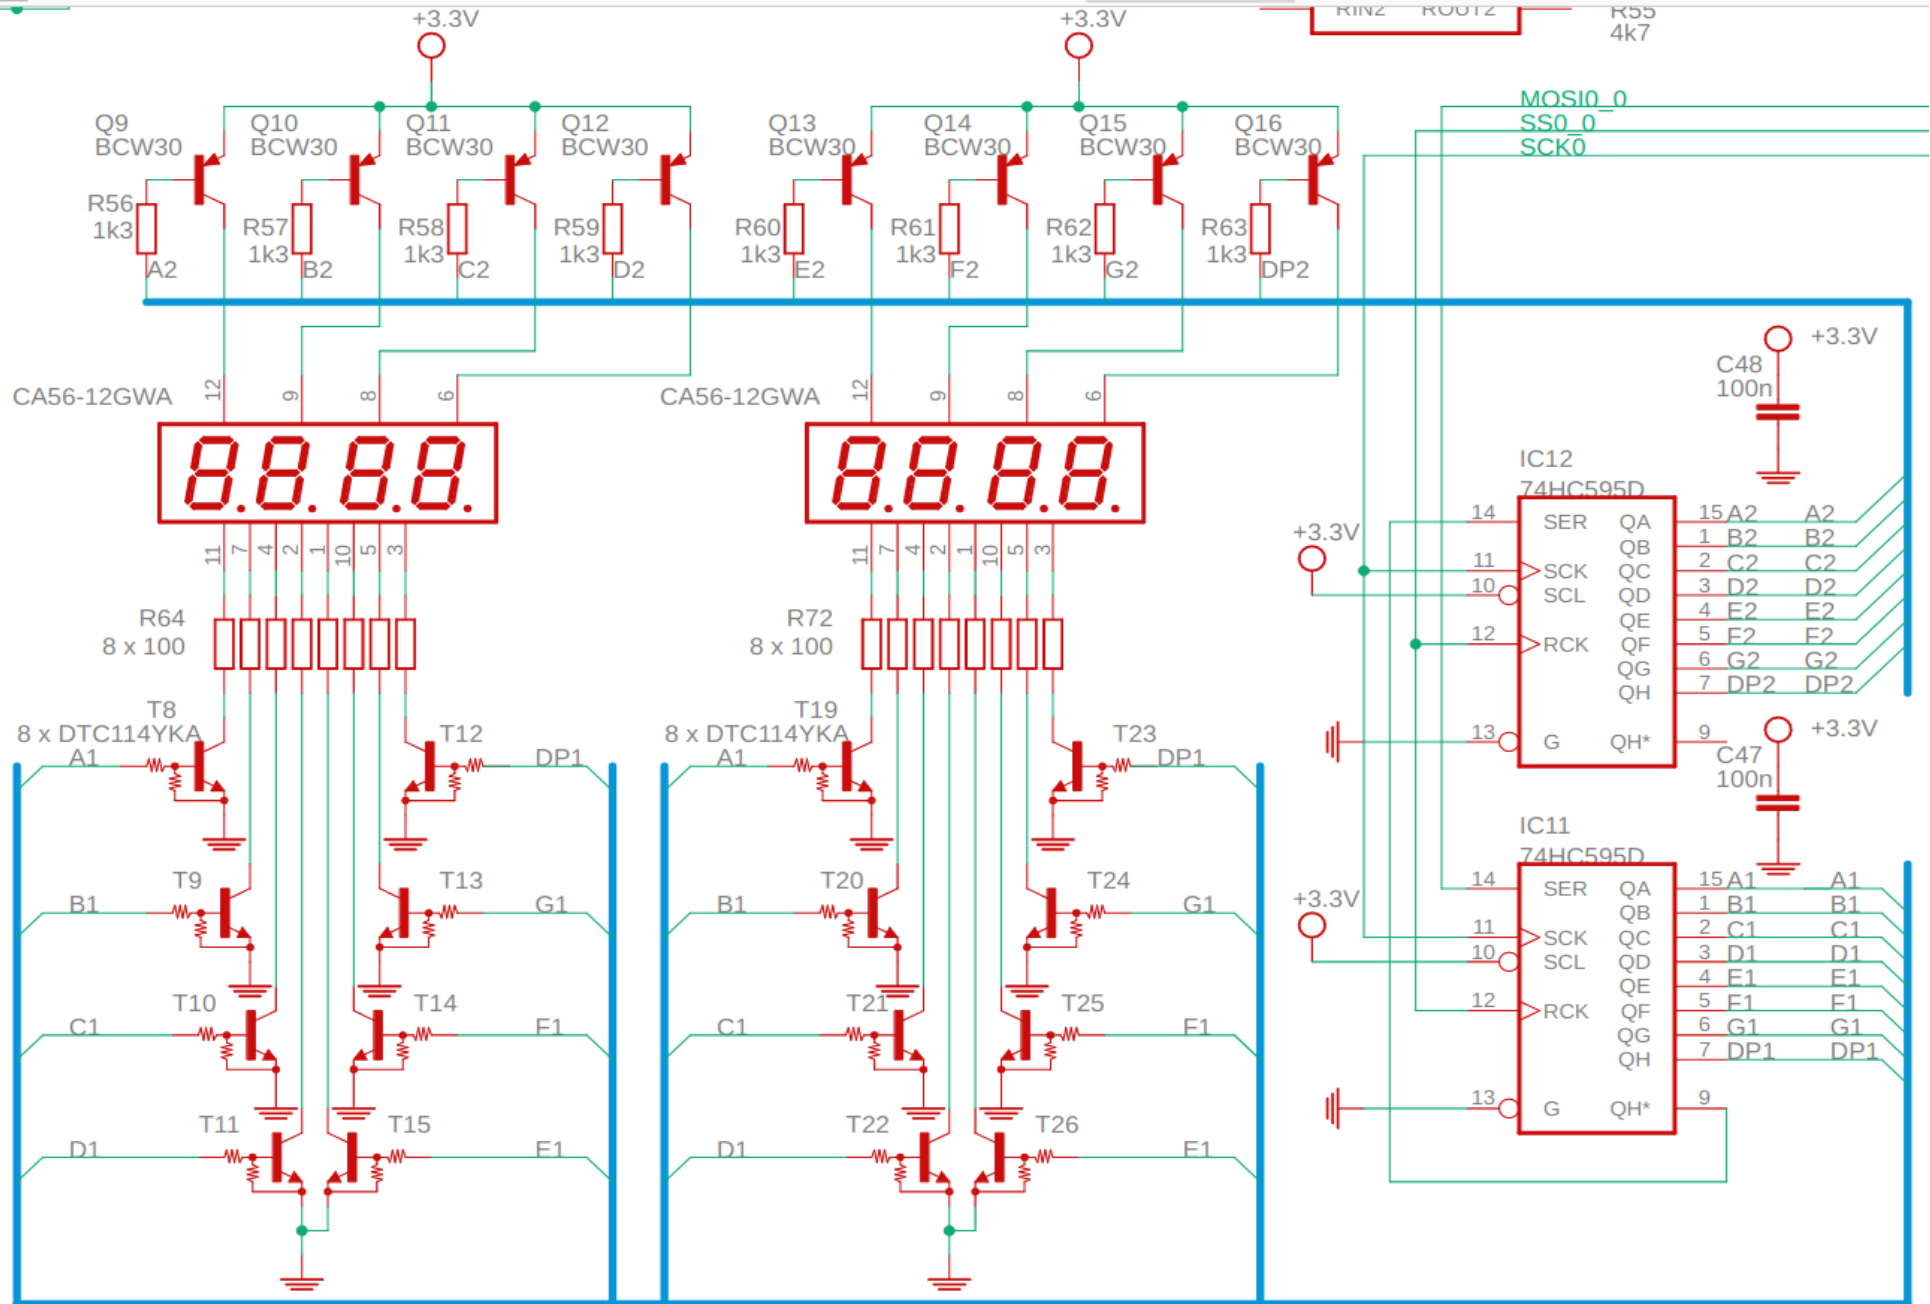 +3.3V
+3.3V
RIN2 ROUT2
R55
4k7
MOSI0_0
SS0_0
SCK0
Q9
BCW30
Q10
BCW30
Q11
BCW30
Q12
BCW30
Q13
BCW30
Q14
BCW30
Q15
BCW30
Q16
BCW30
R56
1k3
A2
R57
1k3
B2
R58
1k3
C2
R59
1k3
D2
R60
1k3
E2
R61
1k3
F2
R62
1k3
G2
R63
1k3
DP2
CA56-12GWA
12 9 8 6
11 7 4 2 1 10 5 3
R64
8 x 100
CA56-12GWA
12 9 8 6
11 7 4 2 1 10 5 3
R72
8 x 100
T8
8 x DTC114YKA
A1
T12
DP1
T9
B1
T13
G1
T10
C1
T14
F1
T11
D1
T15
E1
T19
8 x DTC114YKA
A1
T23
DP1
T20
B1
T24
G1
T21
C1
T25
F1
T22
D1
T26
E1
+3.3V
C48
100n
IC12
74HC595D
+3.3V
14 SER QA 15 A2 A2
QB 1 B2 B2
11 SCK QC 2 C2 C2
10 SCL QD 3 D2 D2
QE 4 E2 E2
12 RCK QF 5 F2 F2
QG 6 G2 G2
QH 7 DP2 DP2
13 G QH* 9
+3.3V
C47
100n
IC11
74HC595D
+3.3V
14 SER QA 15 A1 A1
QB 1 B1 B1
11 SCK QC 2 C1 C1
10 SCL QD 3 D1 D1
QE 4 E1 E1
12 RCK QF 5 F1 F1
QG 6 G1 G1
QH 7 DP1 DP1
13 G QH* 9